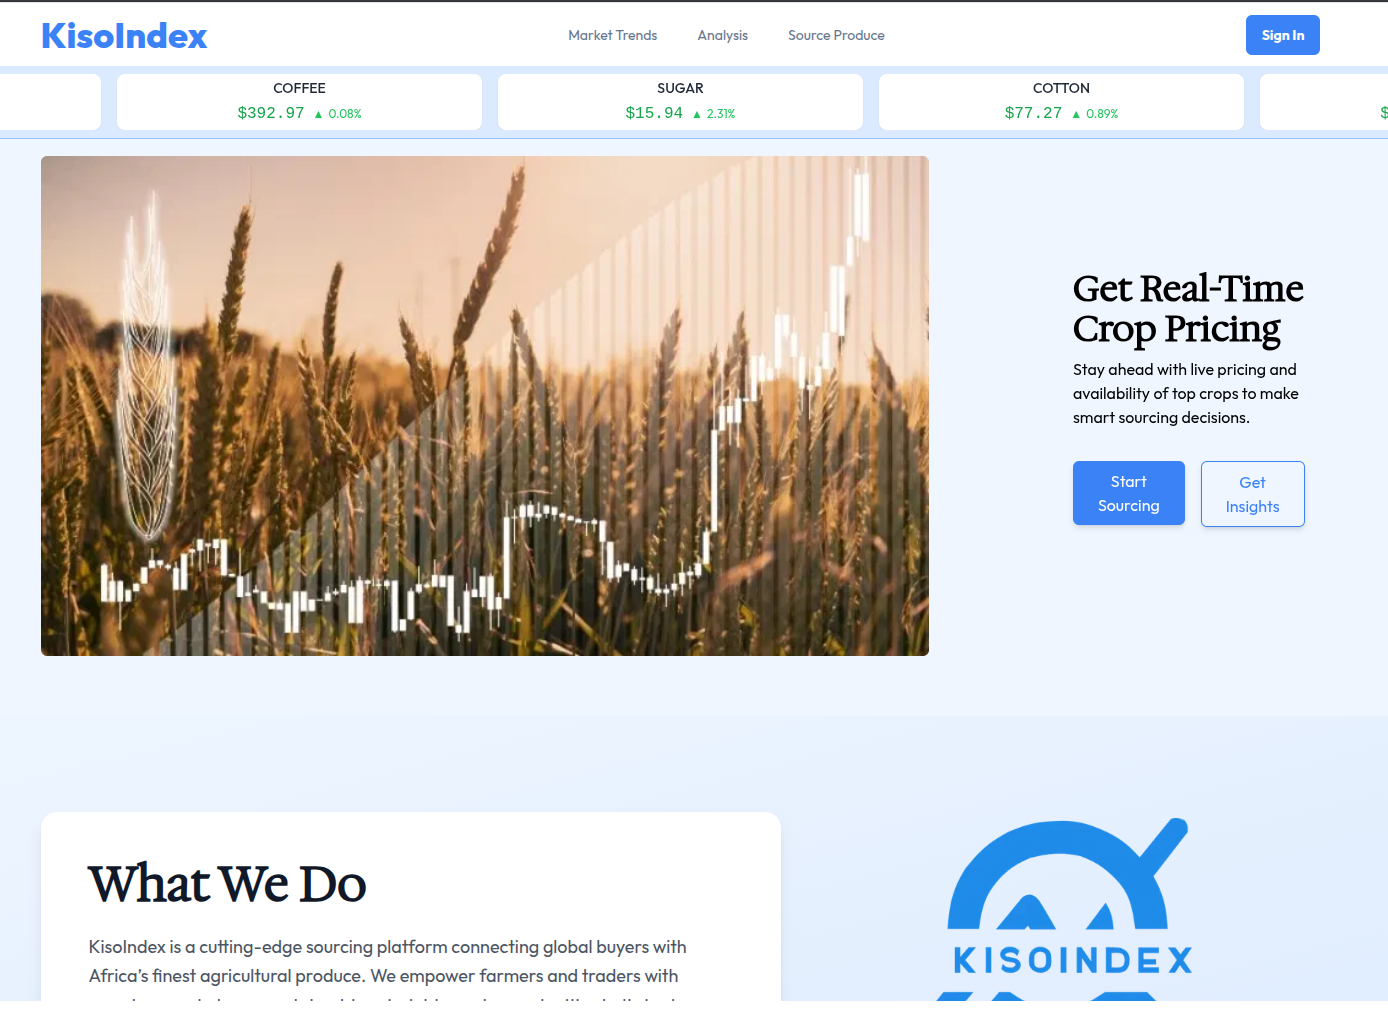 KisoIndex
Market Trends
Analysis
Source Produce
Sign In
COFFEE
$392.97 ▲ 0.08%
SUGAR
$15.94 ▲ 2.31%
COTTON
$77.27 ▲ 0.89%
$
Get Real-Time
Crop Pricing
Stay ahead with live pricing and
availability of top crops to make
smart sourcing decisions.
Start
Sourcing
Get
Insights
What We Do
KisoIndex is a cutting-edge sourcing platform connecting global buyers with
Africa's finest agricultural produce. We empower farmers and traders with
KISOINDEX